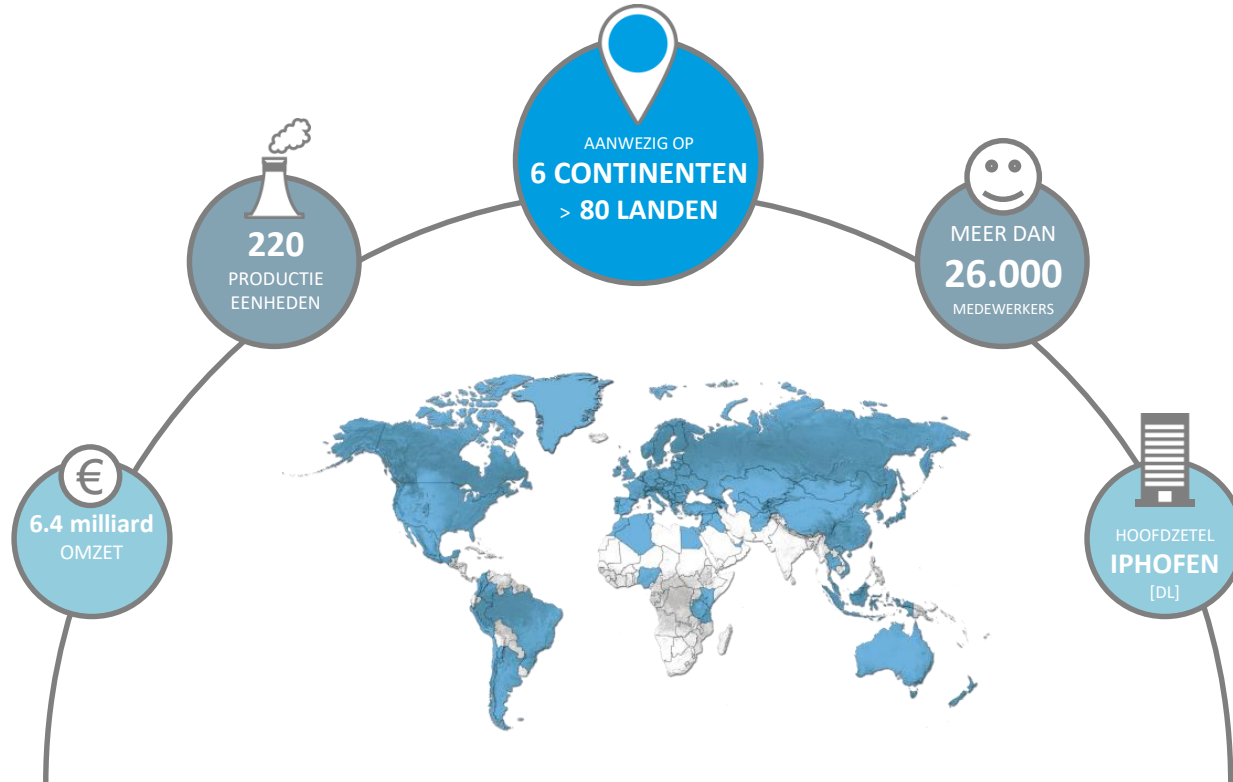 AANWEZIG OP
6 CONTINENTEN
> 80 LANDEN
220
PRODUCTIE
EENHEDEN
MEER DAN
26.000
MEDEWERKERS
€
6.4 milliard
OMZET
HOOFDZETEL
IPHOFEN
[DL]